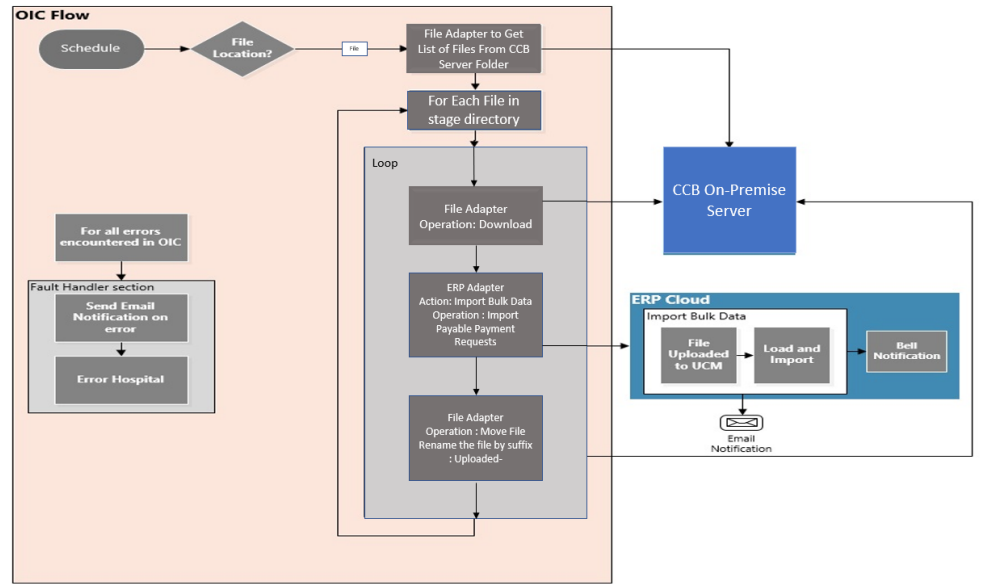 OIC Flow
Schedule
File
Location?
File
File Adapter to Get
List of Files From CCB
Server Folder
For Each File in
stage directory
Loop
File Adapter
Operation: Download
CCB On-Premise
Server
For all errors
encountered in OIC
Fault Handler section
Send Email
Notification on
error
Error Hospital
ERP Adapter
Action: Import Bulk Data
Operation : Import
Payable Payment
Requests
ERP Cloud
Import Bulk Data
File
Uploaded
to UCM
Load and
Import
Bell
Notification
Email
Notification
File Adapter
Operation : Move File
Rename the file by suffix
: Uploaded-